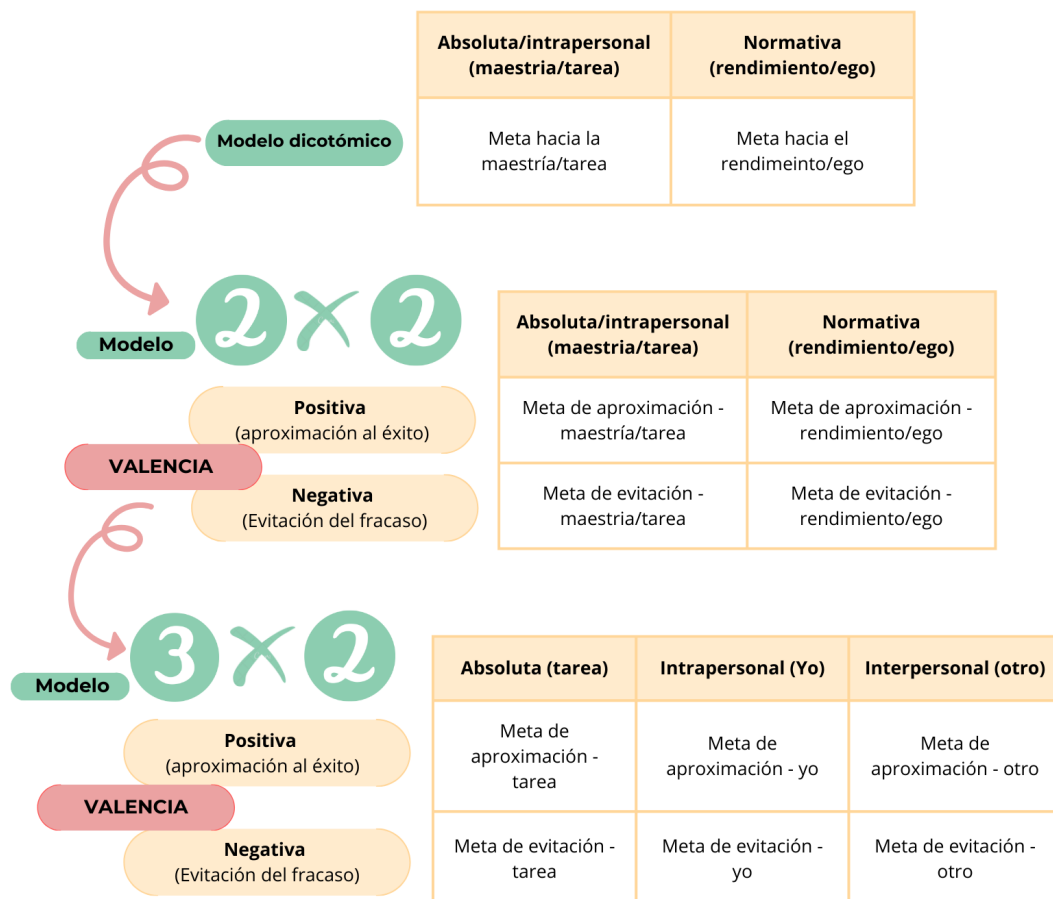 Absoluta/intrapersonal
(maestria/tarea)
Normativa
(rendimiento/ego)
Modelo dicotómico
Meta hacia la
maestría/tarea
Meta hacia el
rendimeinto/ego
Modelo
2 X 2
Absoluta/intrapersonal
(maestria/tarea)
Normativa
(rendimiento/ego)
Positiva
(aproximación al éxito)
Meta de aproximación -
maestría/tarea
Meta de aproximación -
rendimiento/ego
VALENCIA
Negativa
(Evitación del fracaso)
Meta de evitación -
maestria/tarea
Meta de evitación -
rendimiento/ego
Modelo
3 X 2
Absoluta (tarea)
Intrapersonal (Yo)
Interpersonal (otro)
Positiva
(aproximación al éxito)
Meta de
aproximación -
tarea
Meta de
aproximación - yo
Meta de
aproximación - otro
VALENCIA
Negativa
(Evitación del fracaso)
Meta de evitación -
tarea
Meta de evitación -
yo
Meta de evitación -
otro